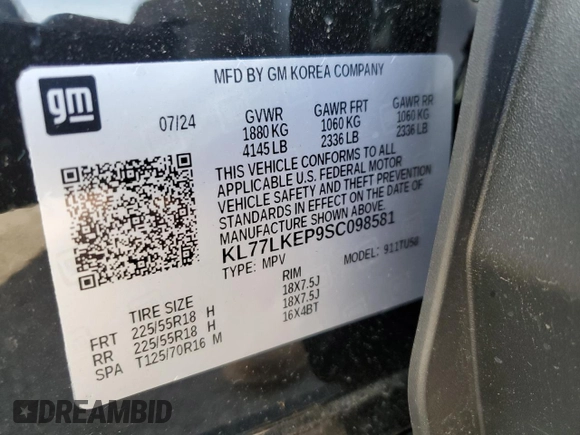 gm
MFD BY GM KOREA COMPANY
07/24
GVWR GAWR FRT GAWR RR
1880 KG 1060 KG 1060 KG
4145 LB 2336 LB 2336 LB
THIS VEHICLE CONFORMS TO ALL
APPLICABLE U.S. FEDERAL MOTOR
VEHICLE SAFETY AND THEFT PREVENTION
STANDARDS IN EFFECT ON THE DATE OF
MANUFACTURE SHOWN ABOVE.
KL77LKEP9SC098581
TYPE: MPV MODEL: 911TUS8
TIRE SIZE RIM
FRT 225/55R18 H 18X7.5J
RR 225/55R18 H 18X7.5J
SPA T125/70R16 M 16X4BT
DREAMBID